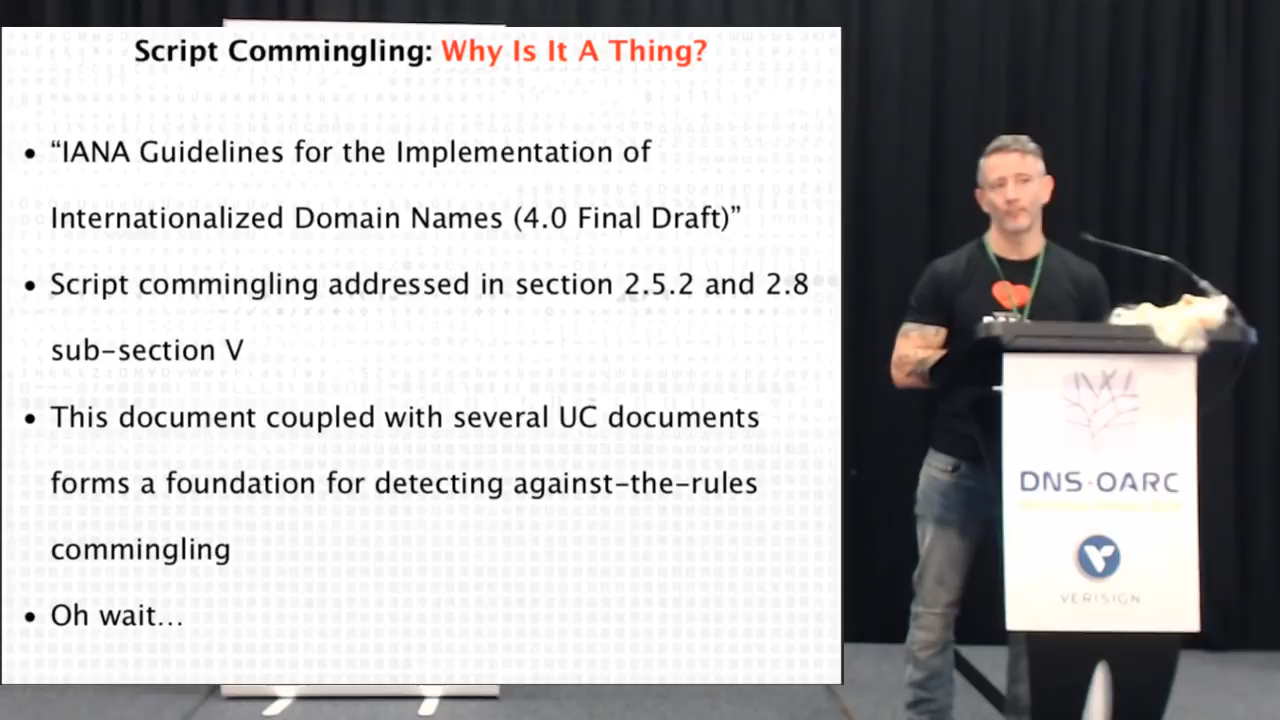 Script Commingling: Why Is It A Thing?
• “IANA Guidelines for the Implementation of
Internationalized Domain Names (4.0 Final Draft)”
• Script commingling addressed in section 2.5.2 and 2.8
sub-section V
• This document coupled with several UC documents
forms a foundation for detecting against-the-rules
commingling
• Oh wait…
DNS-OARC
VERISIGN